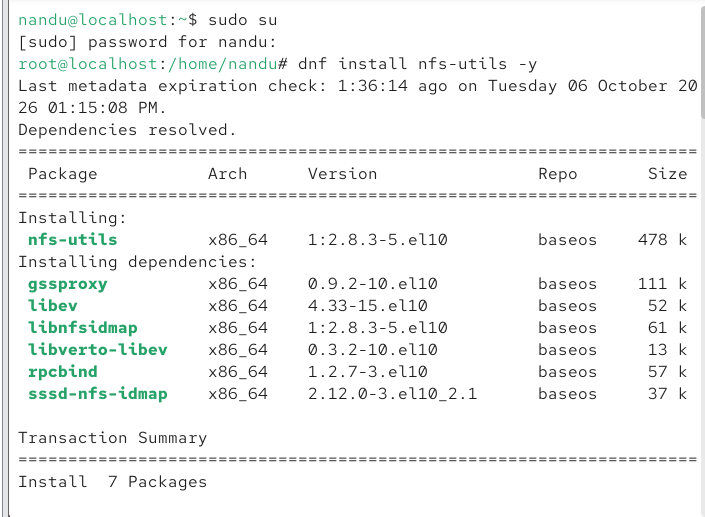 nandu@localhost:~$ sudo su
[sudo] password for nandu:
root@localhost:/home/nandu# dnf install nfs-utils -y
Last metadata expiration check: 1:36:14 ago on Tuesday 06 October 20
26 01:15:08 PM.
Dependencies resolved.
====================================================================
 Package           Arch      Version                Repo       Size
====================================================================
Installing:
 nfs-utils         x86_64    1:2.8.3-5.el10         baseos    478 k
Installing dependencies:
 gssproxy          x86_64    0.9.2-10.el10          baseos    111 k
 libev             x86_64    4.33-15.el10           baseos     52 k
 libnfsidmap       x86_64    1:2.8.3-5.el10         baseos     61 k
 libverto-libev    x86_64    0.3.2-10.el10          baseos     13 k
 rpcbind           x86_64    1.2.7-3.el10           baseos     57 k
 sssd-nfs-idmap    x86_64    2.12.0-3.el10_2.1      baseos     37 k

Transaction Summary
====================================================================
Install  7 Packages